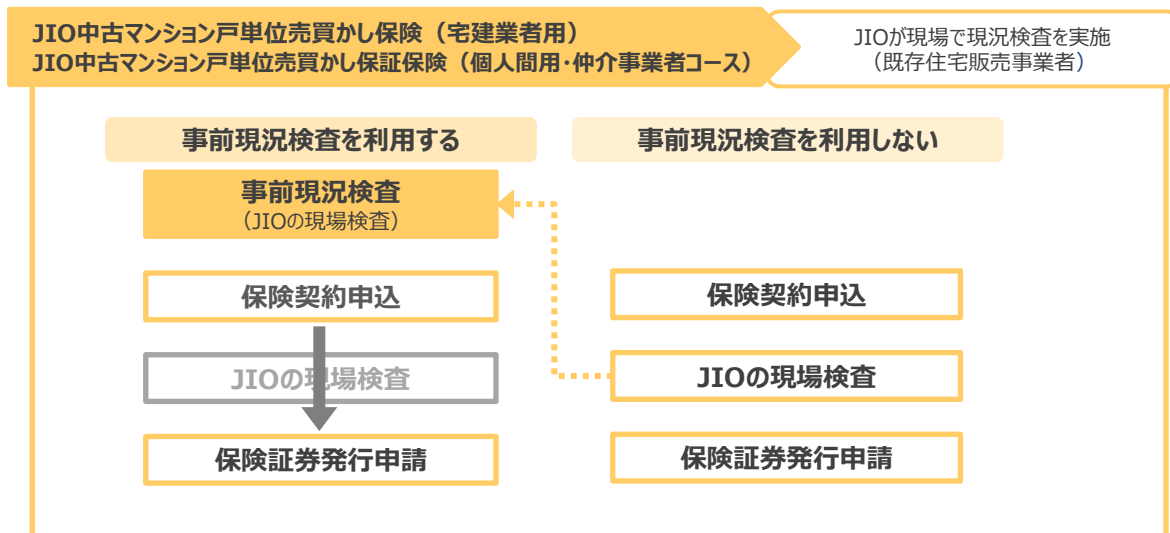 JIO中古マンション戸単位売買かし保険（宅建業者用）
JIO中古マンション戸単位売買かし保証保険（個人間用・仲介事業者コース）
JIOが現場で現況検査を実施
（既存住宅販売事業者）
事前現況検査を利用する
事前現況検査
（JIOの現場検査）
保険契約申込
JIOの現場検査
保険証券発行申請
事前現況検査を利用しない
保険契約申込
JIOの現場検査
保険証券発行申請